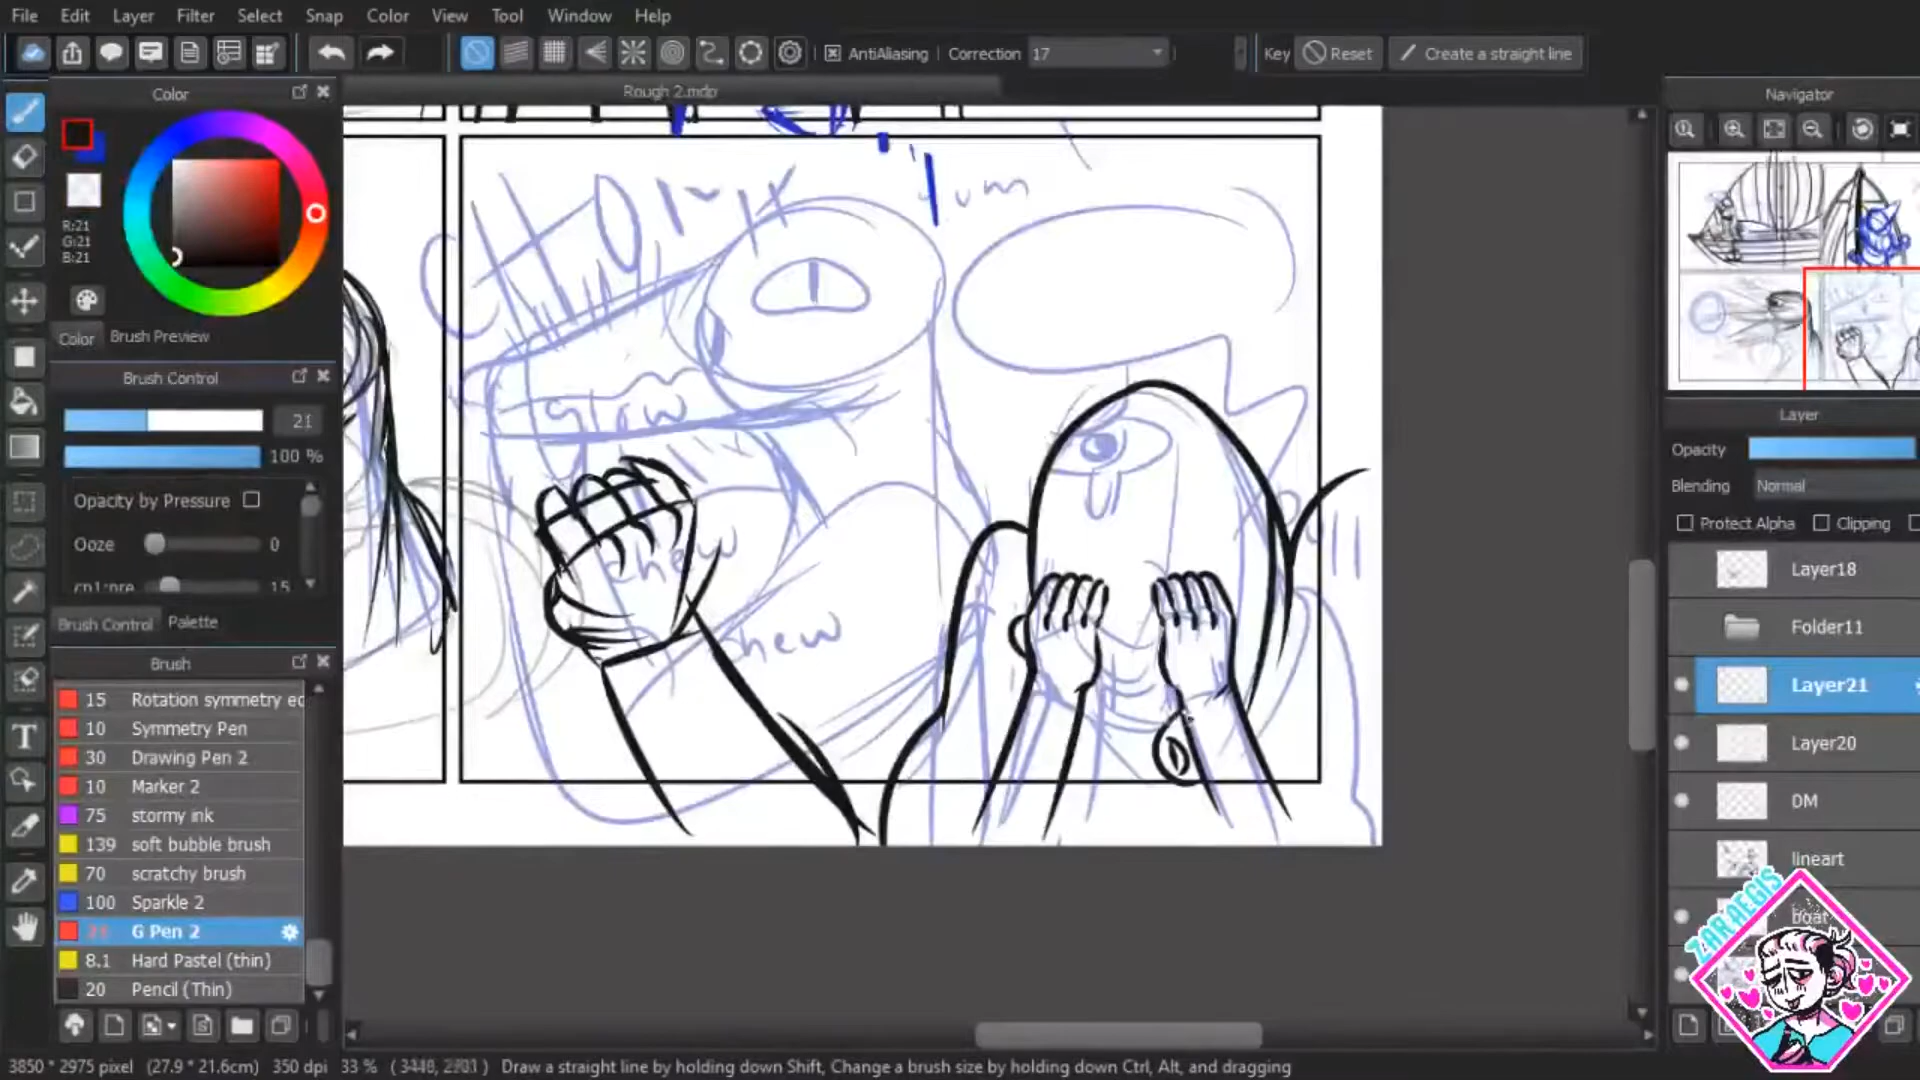 File Edit Layer Filter Select Snap Color View Tool Window Help
AntiAliasing Correction 17 Key Reset Create a straight line
Color
Rough 2.mdp
Navigator
R:21
G:21
B:21
Color Brush Preview
Brush Control
21
100 %
Opacity by Pressure
Ooze 0
15
Brush Control Palette
Brush
15 Rotation symmetry
10 Symmetry Pen
30 Drawing Pen 2
10 Marker 2
75 stormy ink
139 soft bubble brush
70 scratchy brush
100 Sparkle 2
21 G Pen 2
8.1 Hard Pastel (thin)
20 Pencil (Thin)
chew
Layer
Opacity
Blending Normal
Protect Alpha Clipping
Layer18
Folder11
Layer21
Layer20
DM
lineart
boat
ZAR AEGIS
3850 * 2975 pixel (27.9 * 21.6cm) 350 dpi 33 % Draw a straight line by holding down Shift, Change a brush size by holding down Ctrl, Alt, and dragging